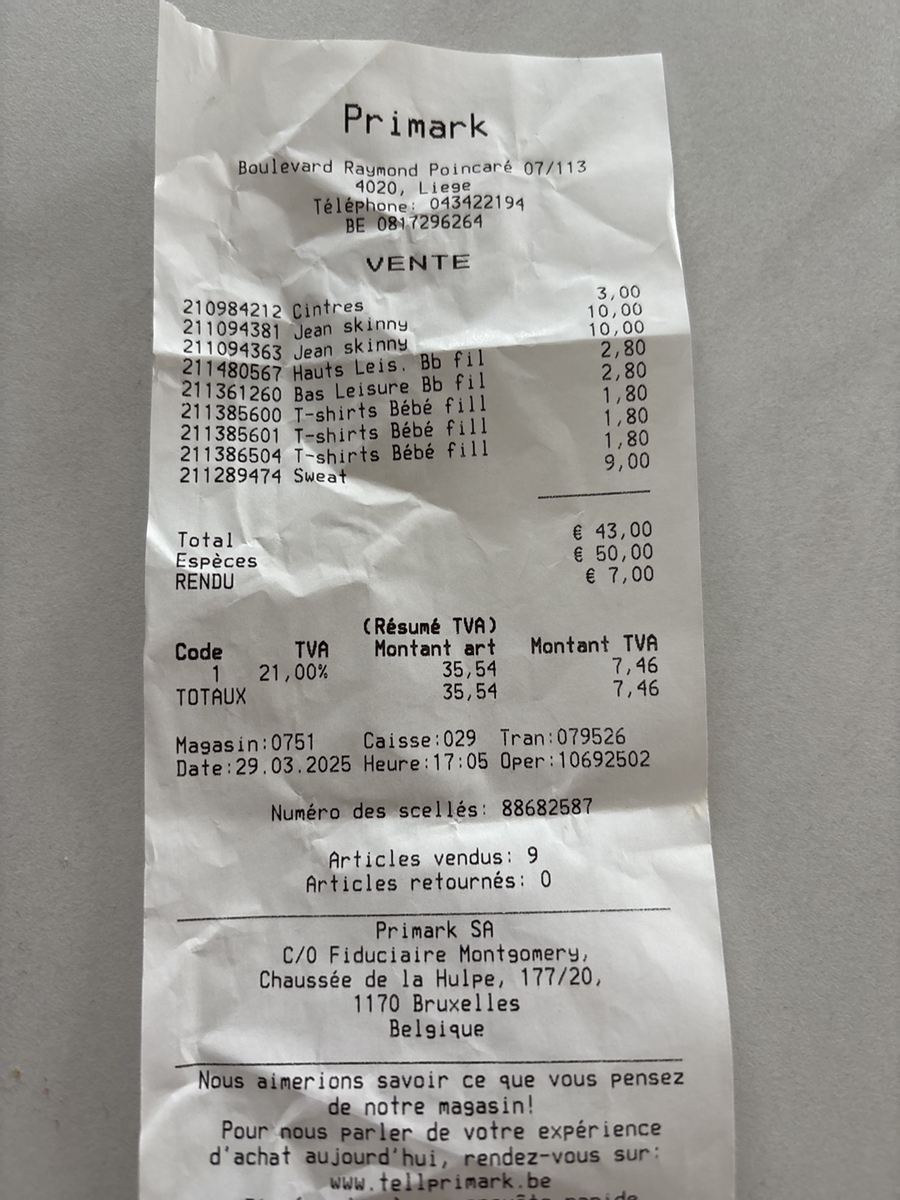 Primark
Boulevard Raymond Poincaré 07/113
4020, Liege
Téléphone: 043422194
BE 0817296264
VENTE
210984212 Cintres 3,00
211094381 Jean skinny 10,00
211094363 Jean skinny 10,00
211480567 Hauts Leis. Bb fil 2,80
211361260 Bas Leisure Bb fil 2,80
211385600 T-shirts Bébé fill 1,80
211385601 T-shirts Bébé fill 1,80
211386504 T-shirts Bébé fill 1,80
211289474 Sweat 9,00
Total € 43,00
Espèces € 50,00
RENDU € 7,00
(Résumé TVA)
Code TVA Montant art Montant TVA
1 21,00% 35,54 7,46
TOTAUX 35,54 7,46
Magasin:0751 Caisse:029 Tran:079526
Date:29.03.2025 Heure:17:05 Oper:10692502
Numéro des scellés: 88682587
Articles vendus: 9
Articles retournés: 0
Primark SA
C/O Fiduciaire Montgomery,
Chaussée de la Hulpe, 177/20,
1170 Bruxelles
Belgique
Nous aimerions savoir ce que vous pensez
de notre magasin!
Pour nous parler de votre expérience
d'achat aujourd'hui, rendez-vous sur:
www.tellprimark.be